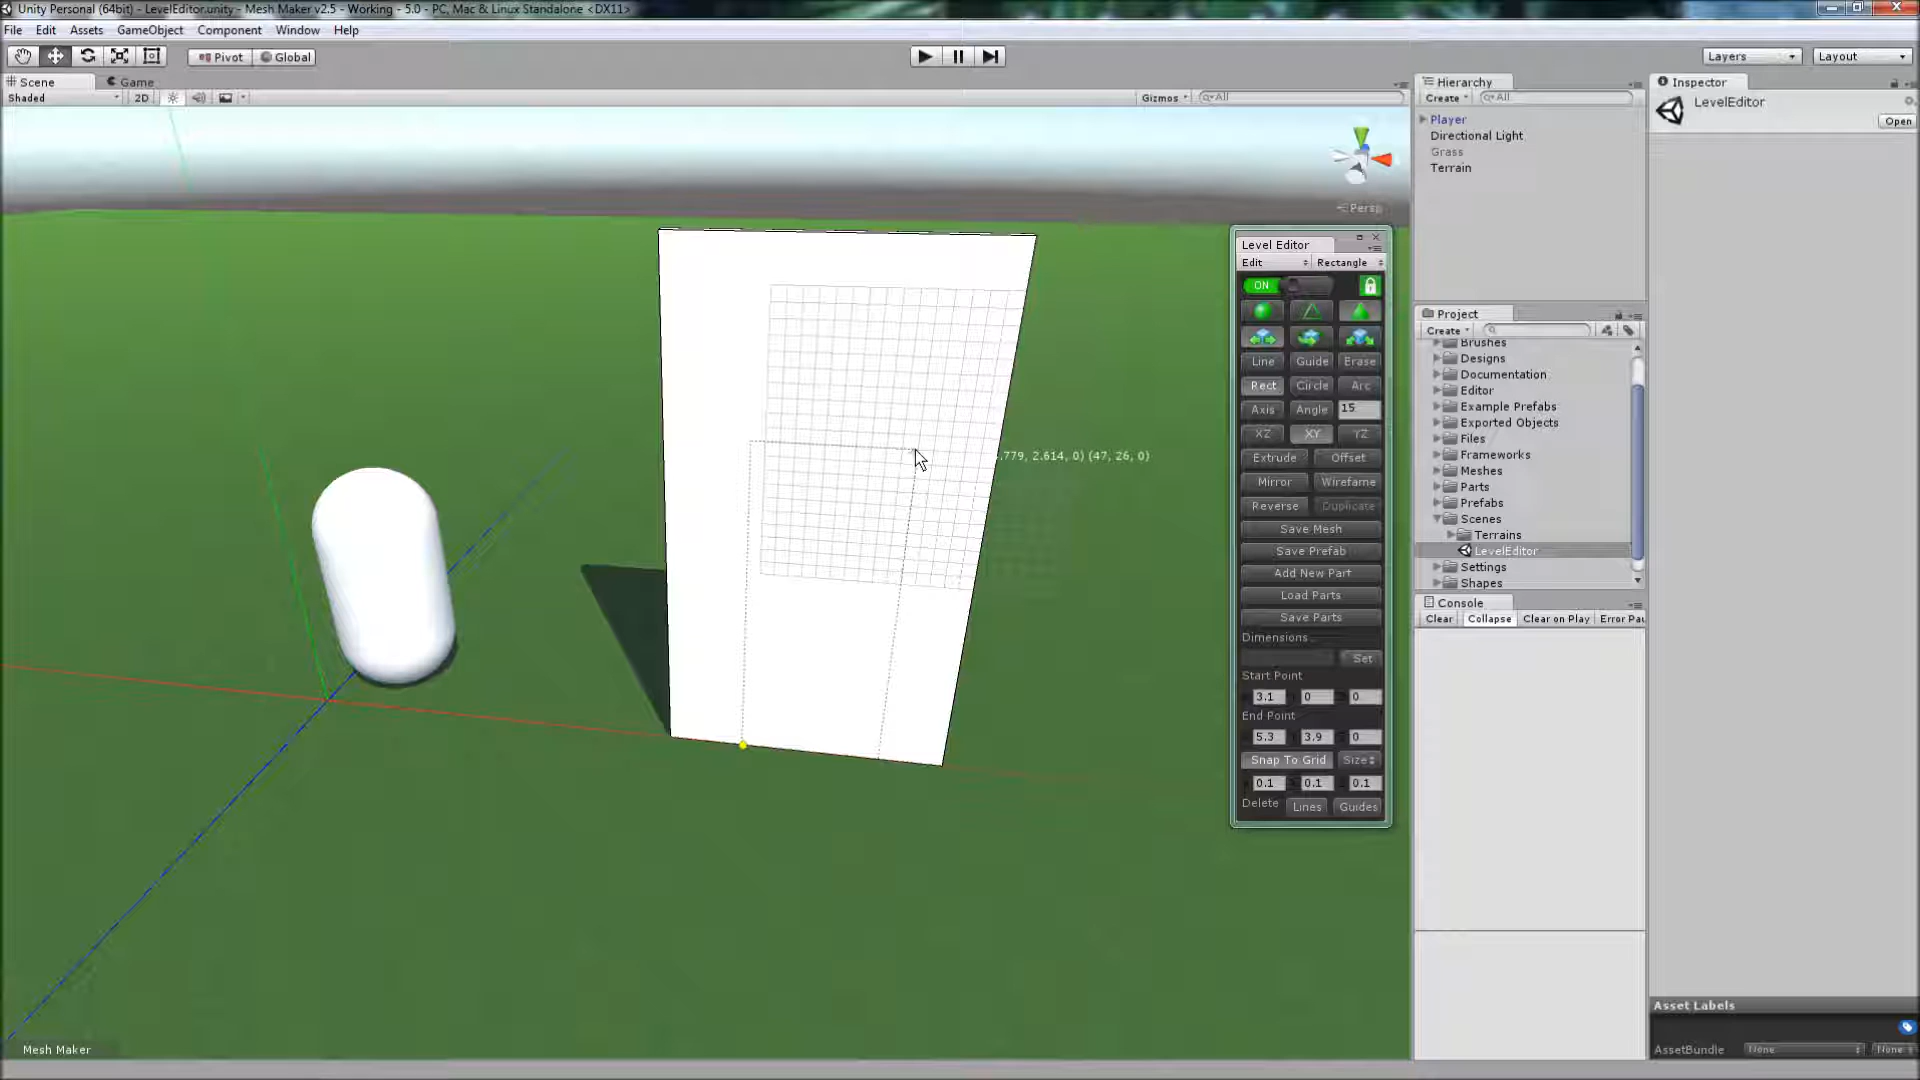 Unity Personal (64bit) - LevelEditor.unity - Mesh Maker v2.5 - Working - 5.0 - PC, Mac & Linux Standalone <DX11>
File Edit Assets GameObject Component Window Help
Pivot Global Layers Layout
Scene Game
Shaded 2D Gizmos All
Persp
.779, 2.614, 0) (47, 26, 0)
Mesh Maker
Level Editor
Edit Rectangle
ON
Line Guide Erase
Rect Circle Arc
Axis Angle 15
XZ XY YZ
Extrude Offset
Mirror Wireframe
Reverse Duplicate
Save Mesh
Save Prefab
Add New Part
Load Parts
Save Parts
Dimensions
Set
Start Point
3.1 0 0
End Point
5.3 3.9 0
Snap To Grid Size
0.1 0.1 0.1
Delete Lines Guides
Hierarchy
Create All
Player
Directional Light
Grass
Terrain
Project
Create
Brushes
Designs
Documentation
Editor
Example Prefabs
Exported Objects
Files
Frameworks
Meshes
Parts
Prefabs
Scenes
Terrains
LevelEditor
Settings
Shapes
Console
Clear Collapse Clear on Play Error Pau
Inspector
LevelEditor
Open
Asset Labels
AssetBundle None None